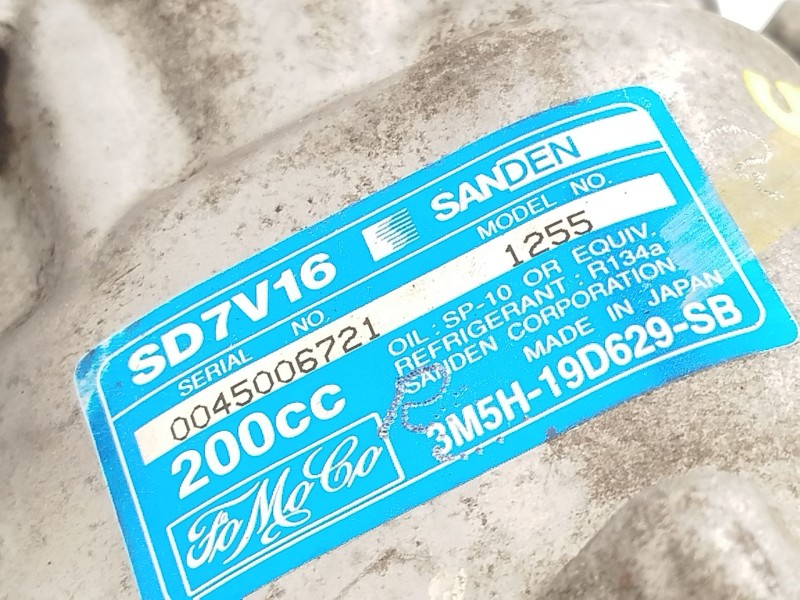 SD7V16 SANDEN
SERIAL NO. MODEL NO.
0045006721 1255
200cc
OIL : SP-10 OR EQUIV.
REFRIGERANT : R134a
SANDEN CORPORATION
MADE IN JAPAN
FoMoCo
3M5H-19D629-SB